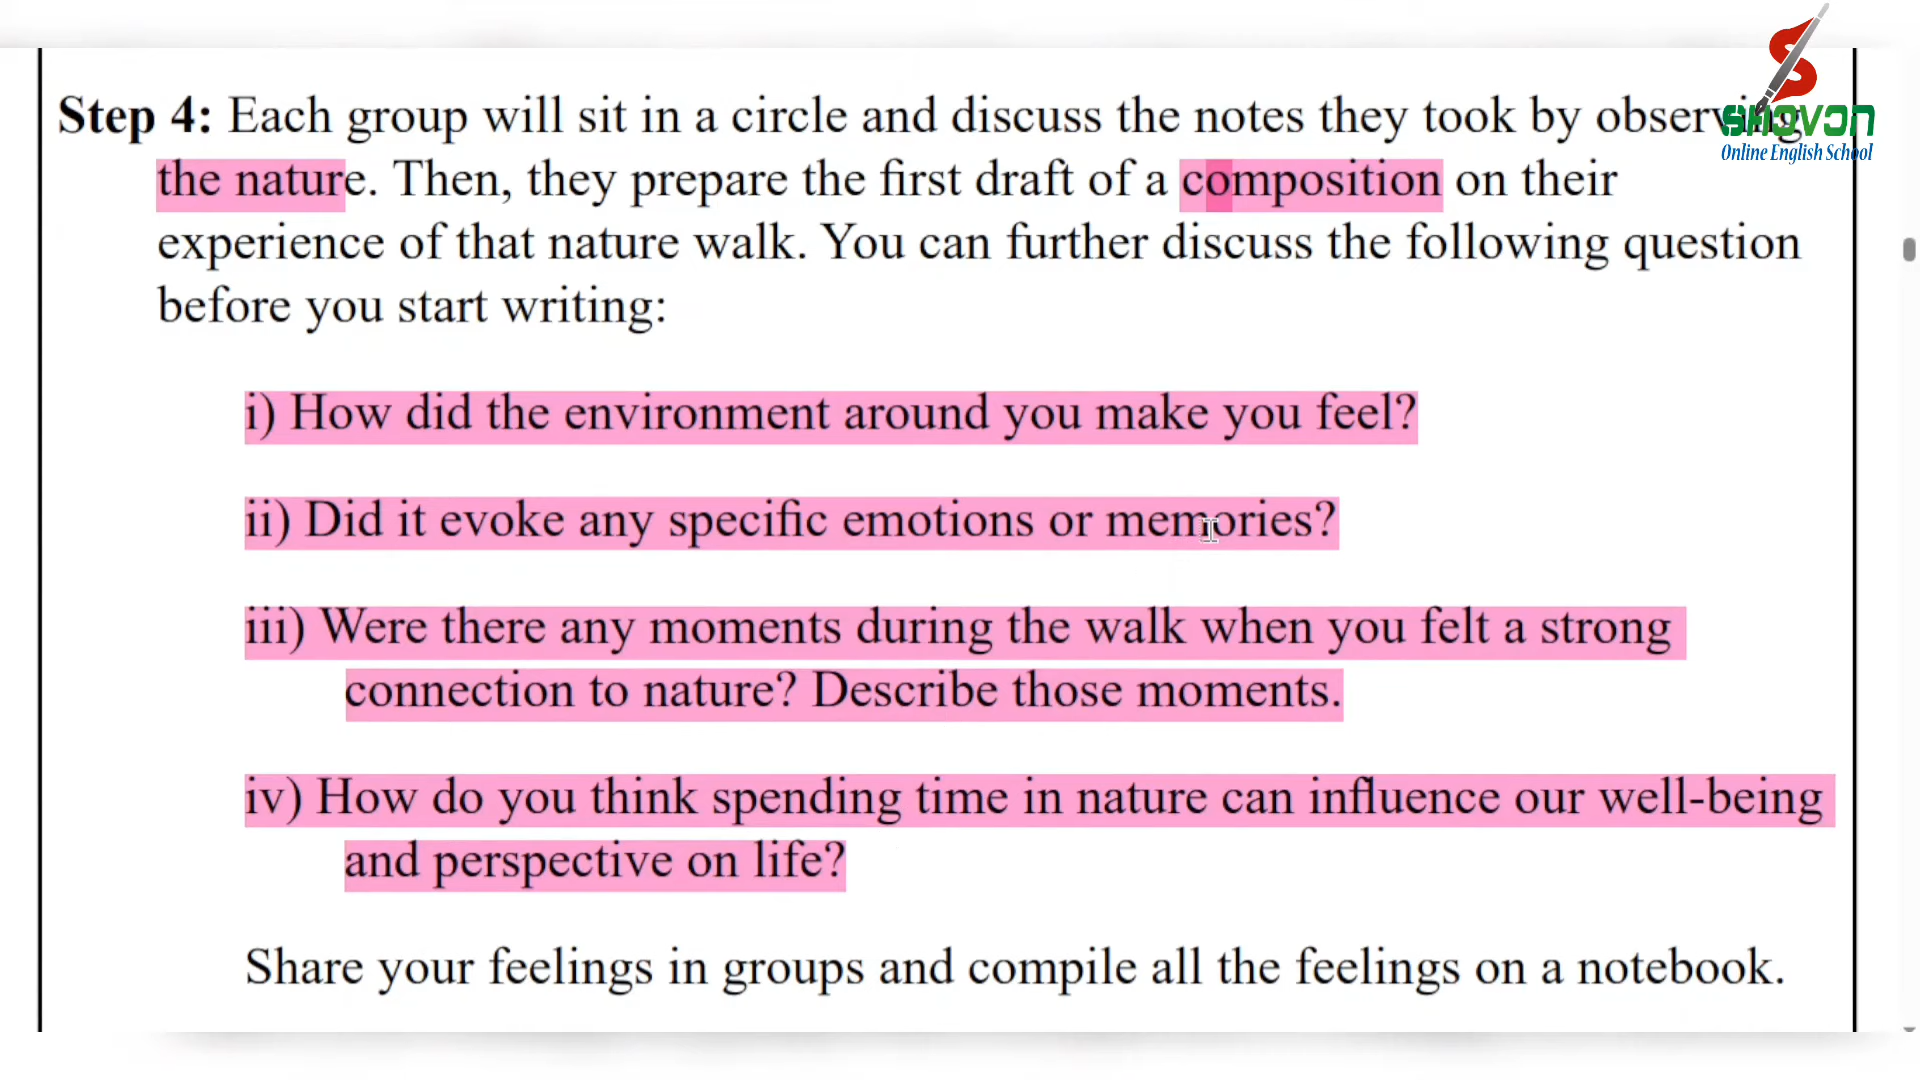 Step 4: Each group will sit in a circle and discuss the notes they took by observing
the nature. Then, they prepare the first draft of a composition on their
experience of that nature walk. You can further discuss the following question
before you start writing:
i) How did the environment around you make you feel?
ii) Did it evoke any specific emotions or memories?
iii) Were there any moments during the walk when you felt a strong
connection to nature? Describe those moments.
iv) How do you think spending time in nature can influence our well-being
and perspective on life?
Share your feelings in groups and compile all the feelings on a notebook.
S
SHOVON
Online English School